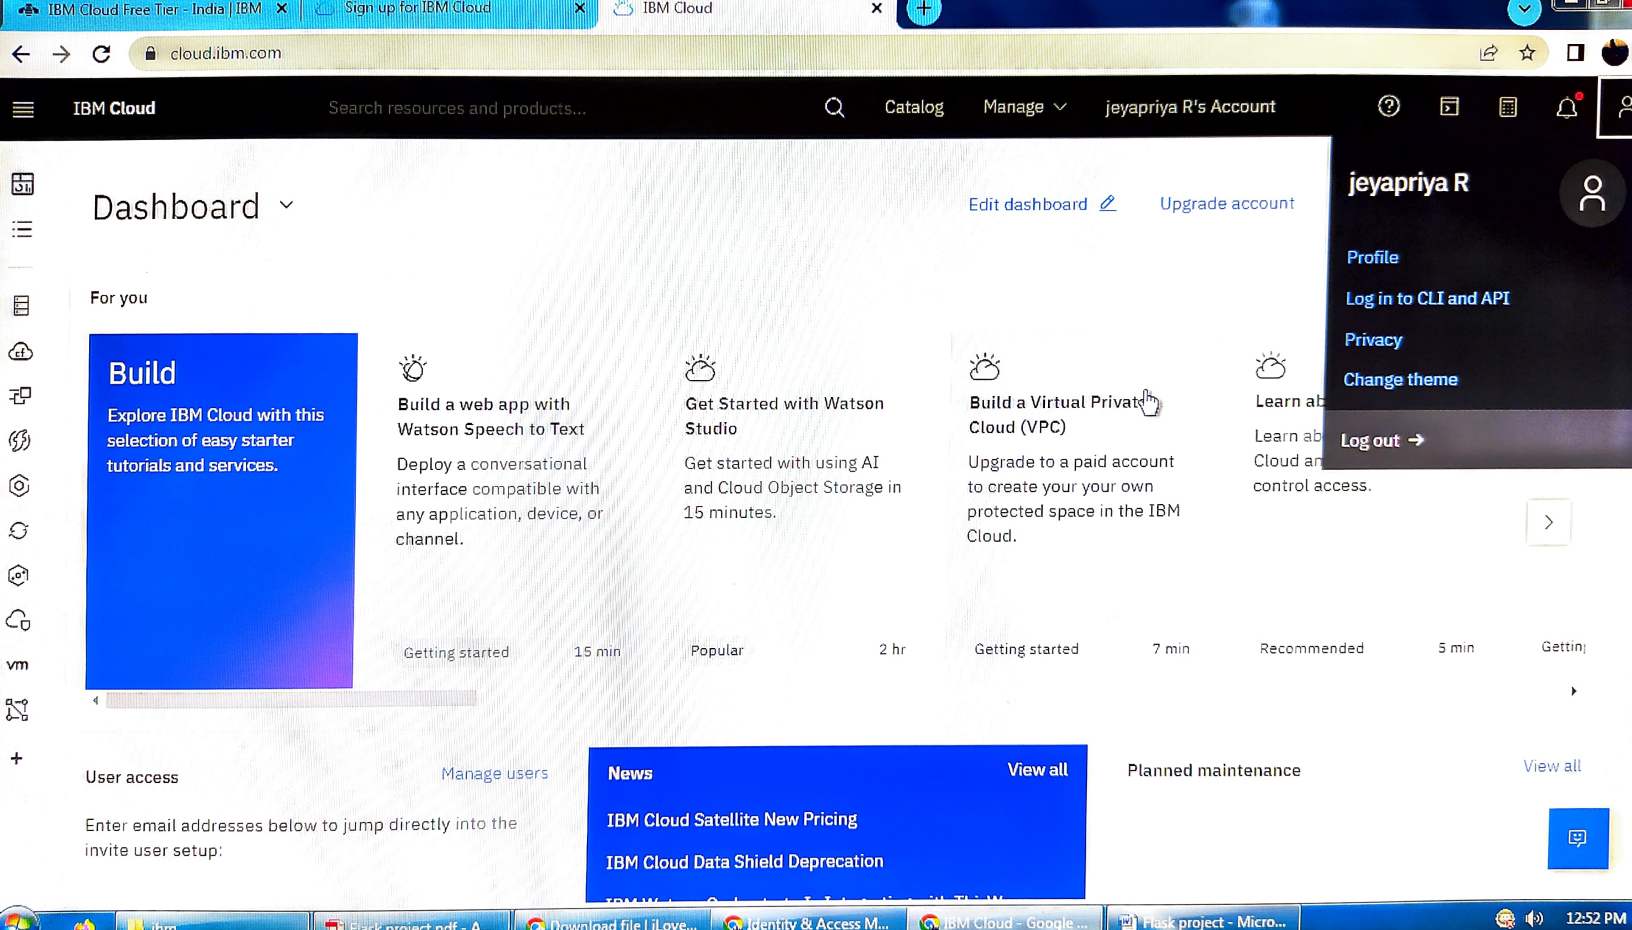 IBM Cloud Free Tier - India | IBM
Sign up for IBM Cloud
IBM Cloud
cloud.ibm.com
IBM Cloud
Search resources and products...
Catalog
Manage
jeyapriya R's Account
Dashboard
Edit dashboard
Upgrade account
jeyapriya R
Profile
Log in to CLI and API
Privacy
Change theme
Log out →
For you
Build
Explore IBM Cloud with this
selection of easy starter
tutorials and services.
Build a web app with
Watson Speech to Text
Deploy a conversational
interface compatible with
any application, device, or
channel.
Getting started
15 min
Get Started with Watson
Studio
Get started with using AI
and Cloud Object Storage in
15 minutes.
Popular
2 hr
Build a Virtual Privat
Cloud (VPC)
Upgrade to a paid account
to create your your own
protected space in the IBM
Cloud.
Getting started
7 min
Learn ab
Learn ab
Cloud an
control access.
Recommended
5 min
Getting
cf
vm
User access
Manage users
Enter email addresses below to jump directly into the
invite user setup:
News
View all
IBM Cloud Satellite New Pricing
IBM Cloud Data Shield Deprecation
Planned maintenance
View all
ibm
Flask project.pdf - A...
Download file | iLove...
Identity & Access M...
IBM Cloud - Google ...
Flask project - Micro...
12:52 PM